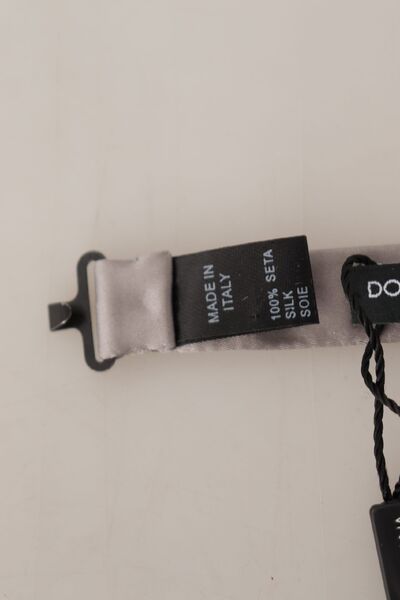 MADE IN
ITALY
100% SETA
SILK
SOIE
DO